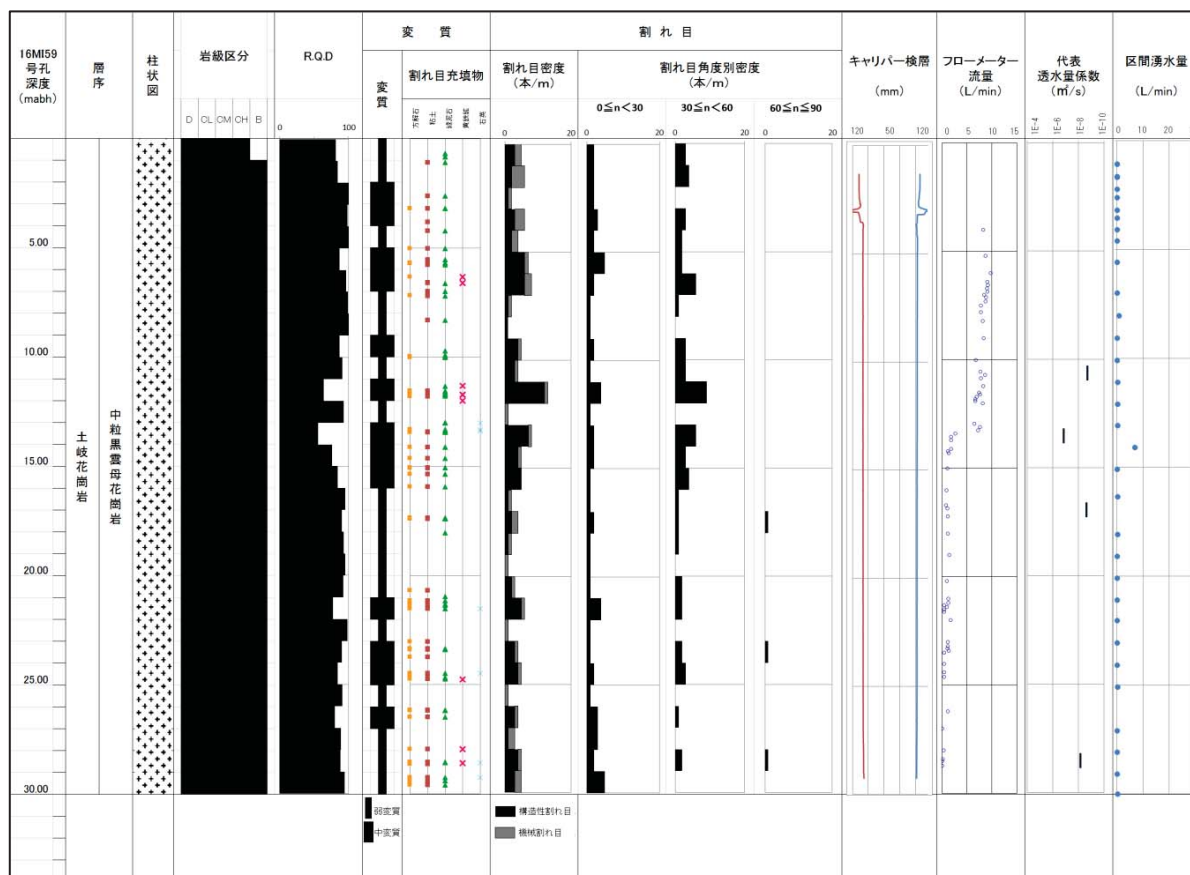 変質
割れ目
16MI59
号孔
深度
(mabh)
層序
柱状図
岩級区分
R.Q.D
変質
割れ目充填物
割れ目密度
(本/m)
割れ目角度別密度
(本/m)
キャリパー検層
(mm)
フローメーター
流量
(L/min)
代表
透水量係数
(㎡/s)
区間湧水量
(L/min)
D CL CM CH B
0 100
方解石
粘土
緑泥石
黄鉄鉱
石英
0≦n<30
30≦n<60
60≦n≦90
0 20
0 20
0 20
0 20
120 50 120
0 5 10 15
1E-4
1E-6
1E-8
1E-10
0 10 20
5.00
10.00
15.00
20.00
25.00
30.00
土岐花崗岩
中粒黒雲母花崗岩
弱変質
中変質
構造性割れ目
機械割れ目